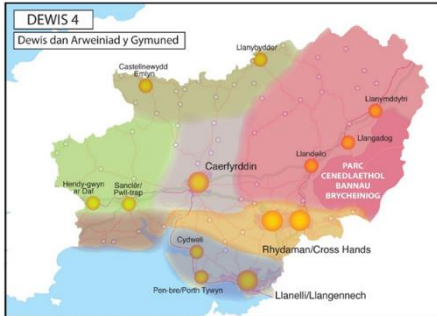 DEWIS 4
Dewis dan Arweiniad y Gymuned
Llanybydder
Castellnewydd
Emlyn
Llanymddyfri
Llangadog
Llandeilo
Caerfyrddin
PARC
CENEDLAETHOL
BANNAU
BRYCHEINIOG
Hendy-gwyn
ar Daf
Sanclêr/
Pwll-trap
Cydweli
Rhydaman/Cross Hands
Pen-bre/Porth Tywyn
Llanelli/Llangennech